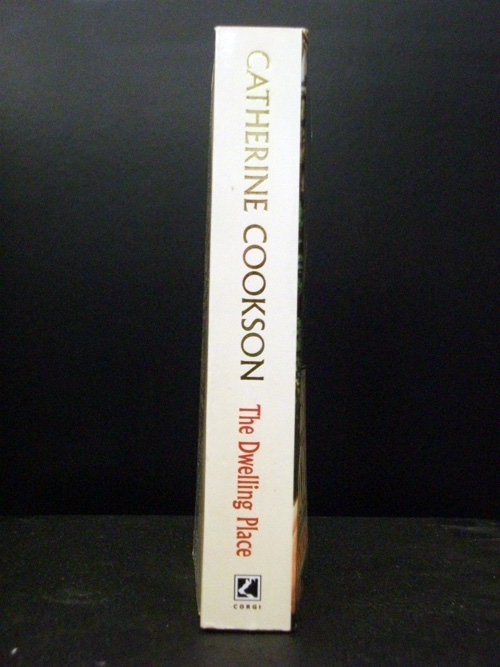 CATHERINE COOKSON
The Dwelling Place
CORGI